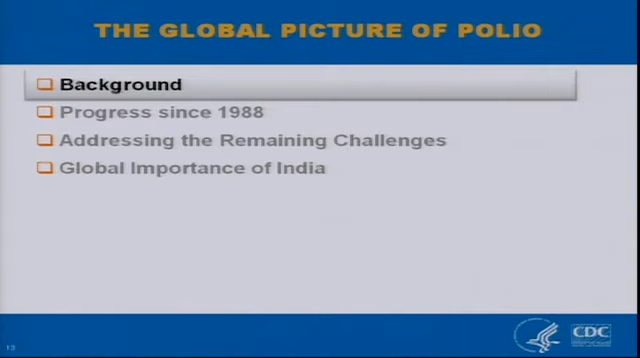 THE GLOBAL PICTURE OF POLIO
Background
Progress since 1988
Addressing the Remaining Challenges
Global Importance of India
13
CDC